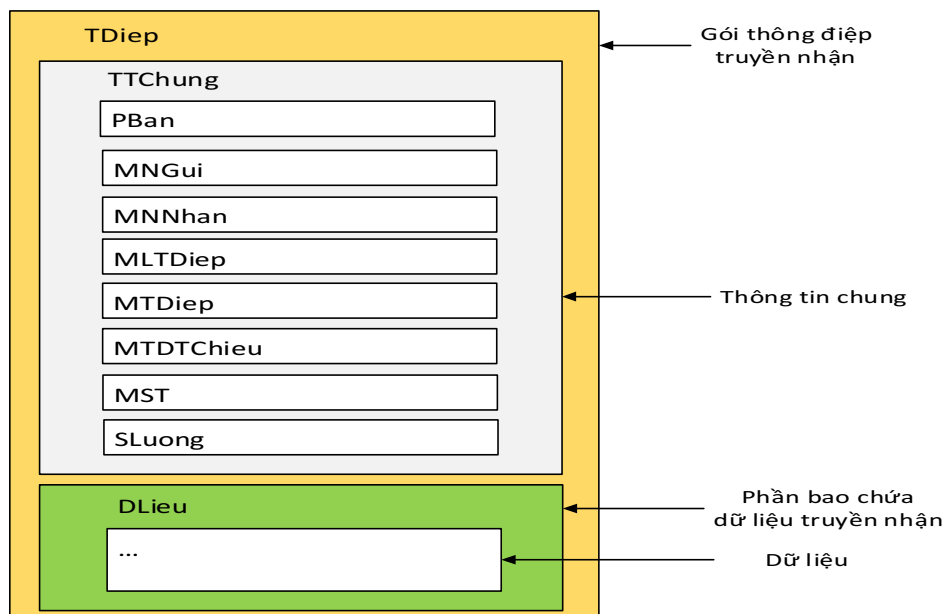 TDiep
Gói thông điệp
truyền nhận
TTChung
PBan
MNGui
MNNhan
MLTDiep
MTDiep
Thông tin chung
MTDTChieu
MST
SLuong
DLieu
Phần bao chứa
dữ liệu truyền nhận
...
Dữ liệu